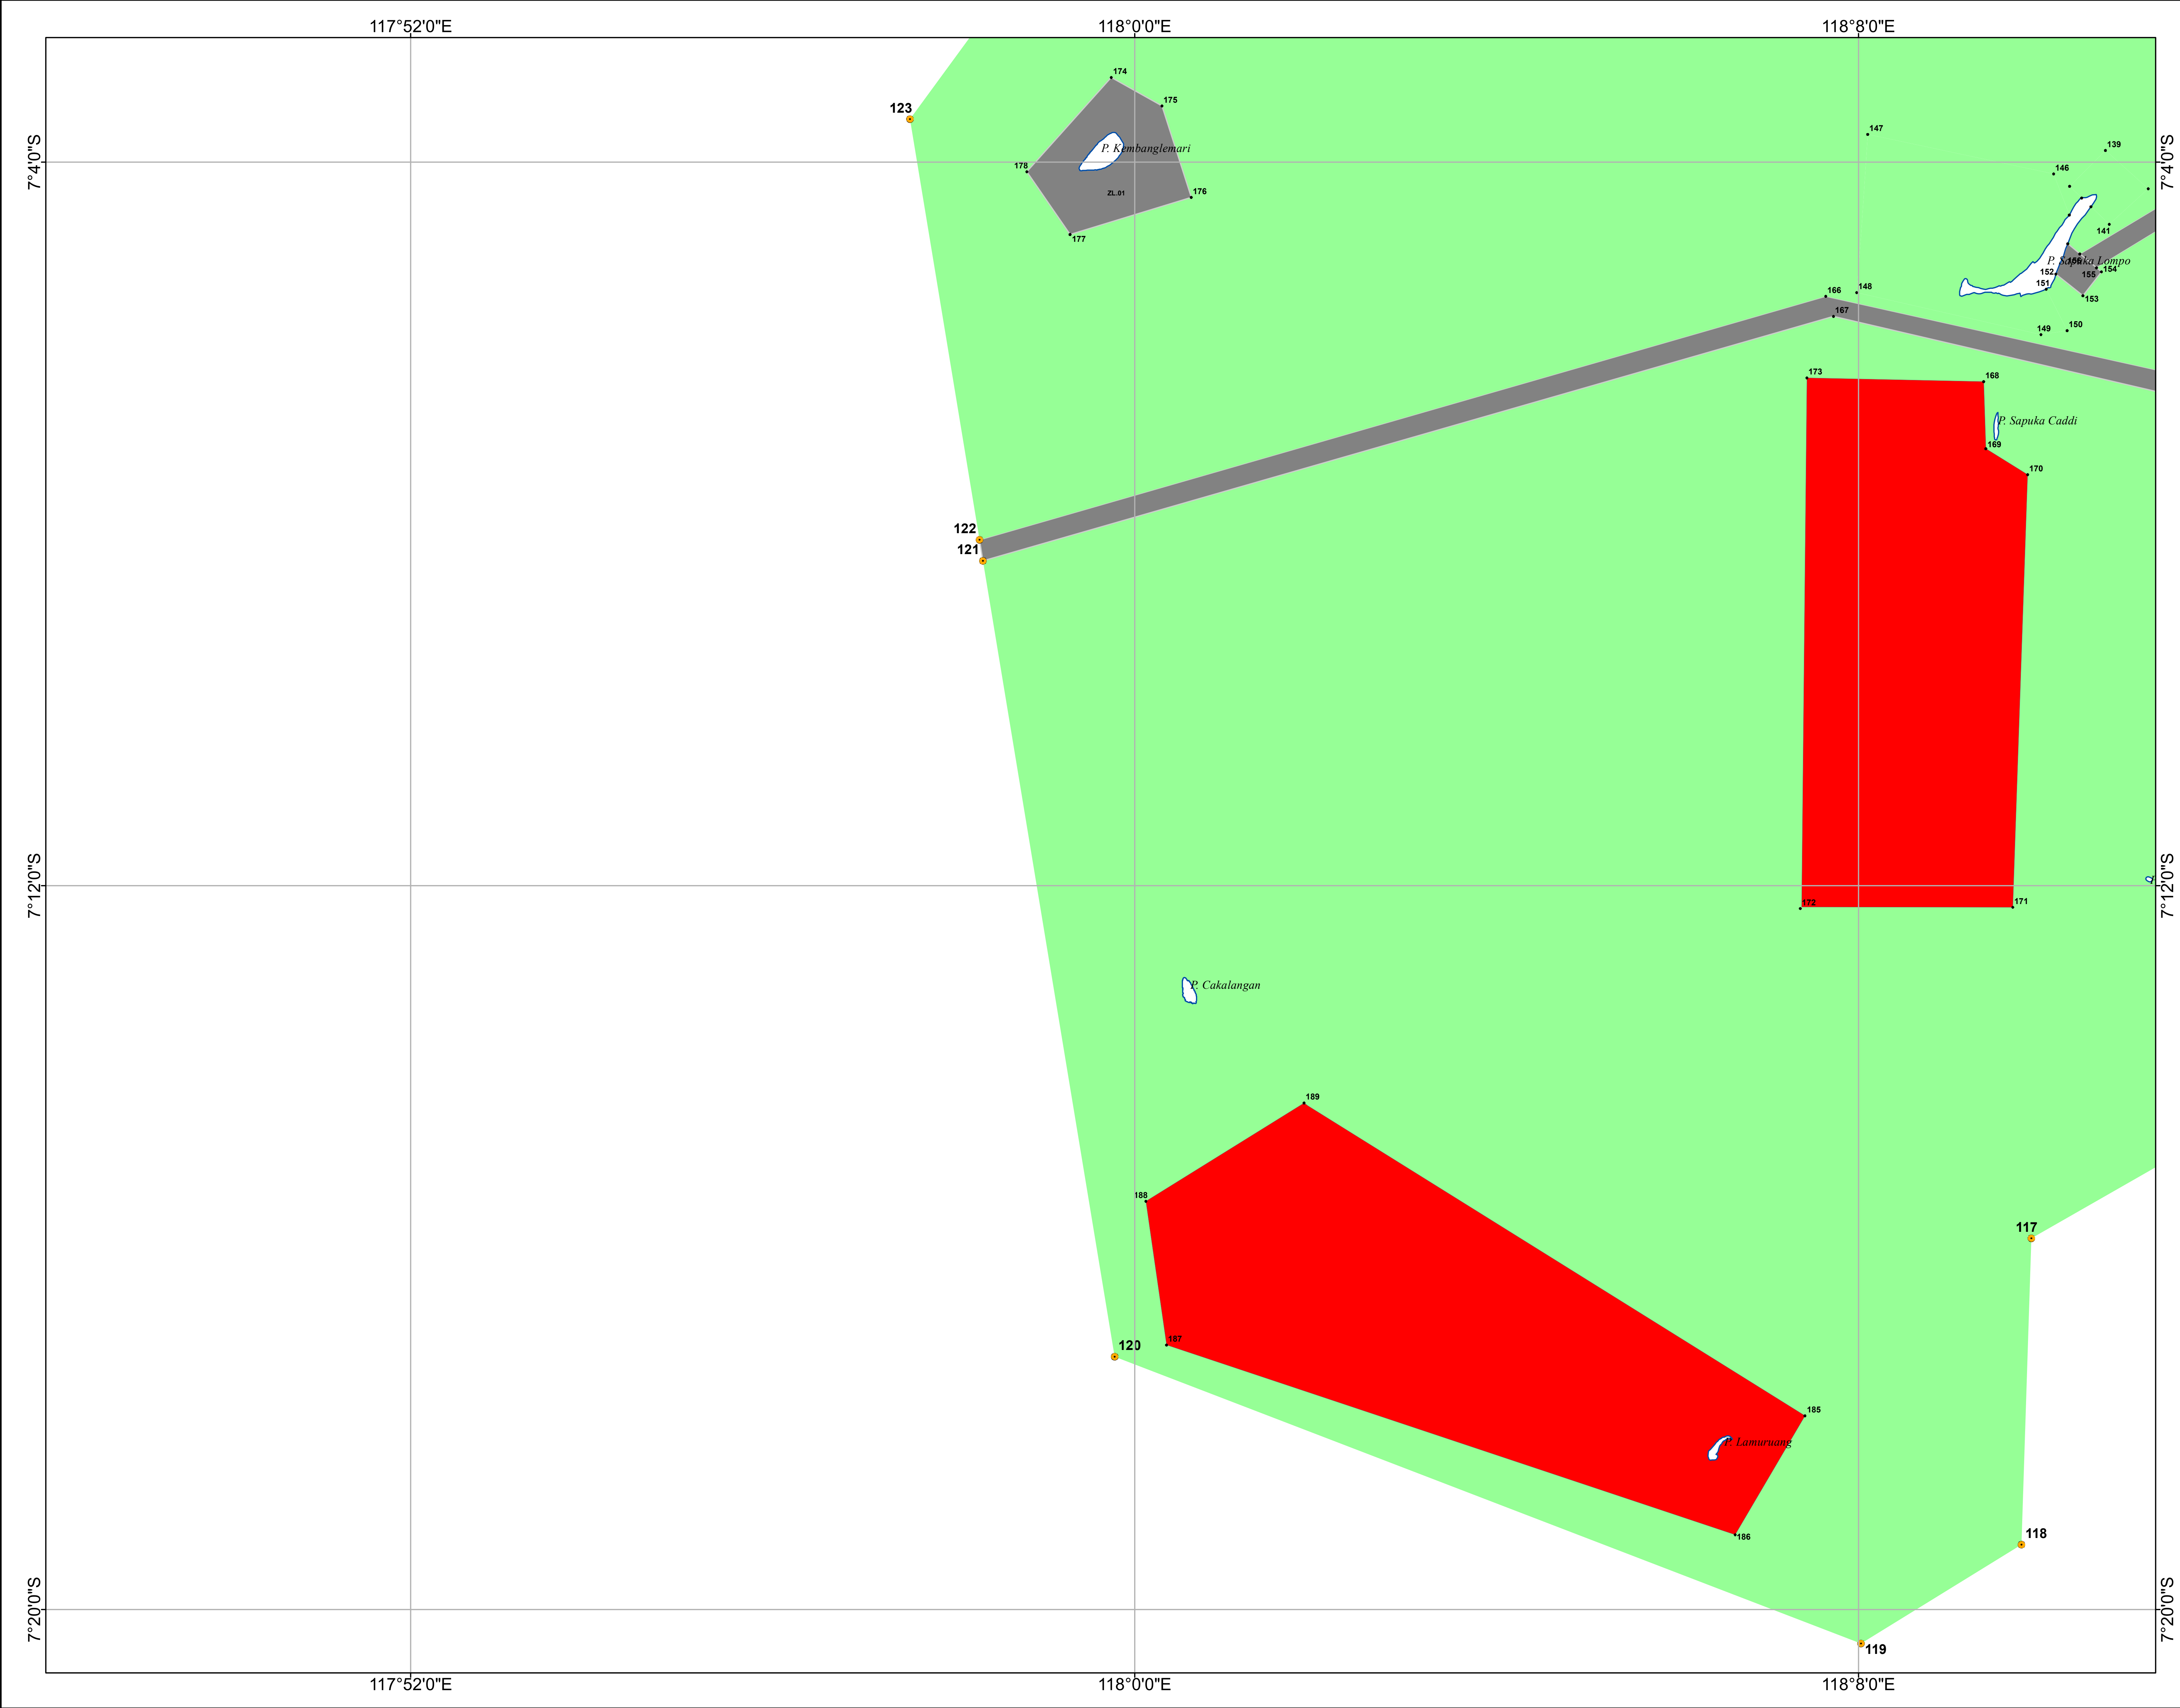 117°52'0"E
118°0'0"E
118°8'0"E
174
175
123
147
139
7°4'0"S
P. Kembanglemari
7°4'0"S
178
146
ZL.01
176
177
141
P. Sapuka Lompo
152
155
154
151
148
166
153
167
149
150
173
168
P. Sapuka Caddi
169
170
122
121
7°12'0"S
7°12'0"S
172
171
P. Cakalangan
189
188
117
120
187
185
P. Lamuruang
186
118
7°20'0"S
7°20'0"S
119
117°52'0"E
118°0'0"E
118°8'0"E